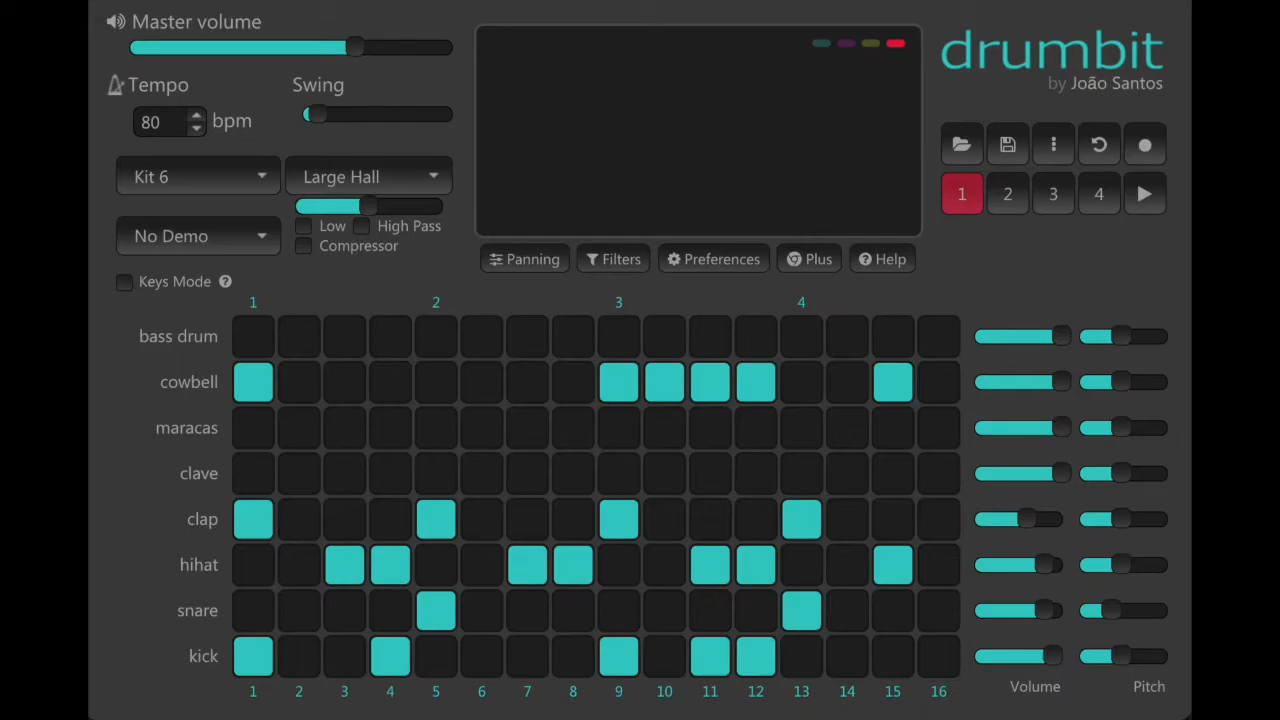 Master volume
drumbit
by João Santos
Tempo
Swing
80 bpm
Kit 6
Large Hall
1 2 3 4
Low High Pass
Compressor
No Demo
Panning Filters Preferences Plus Help
Keys Mode
1 2 3 4
bass drum
cowbell
maracas
clave
clap
hihat
snare
kick
1 2 3 4 5 6 7 8 9 10 11 12 13 14 15 16
Volume Pitch